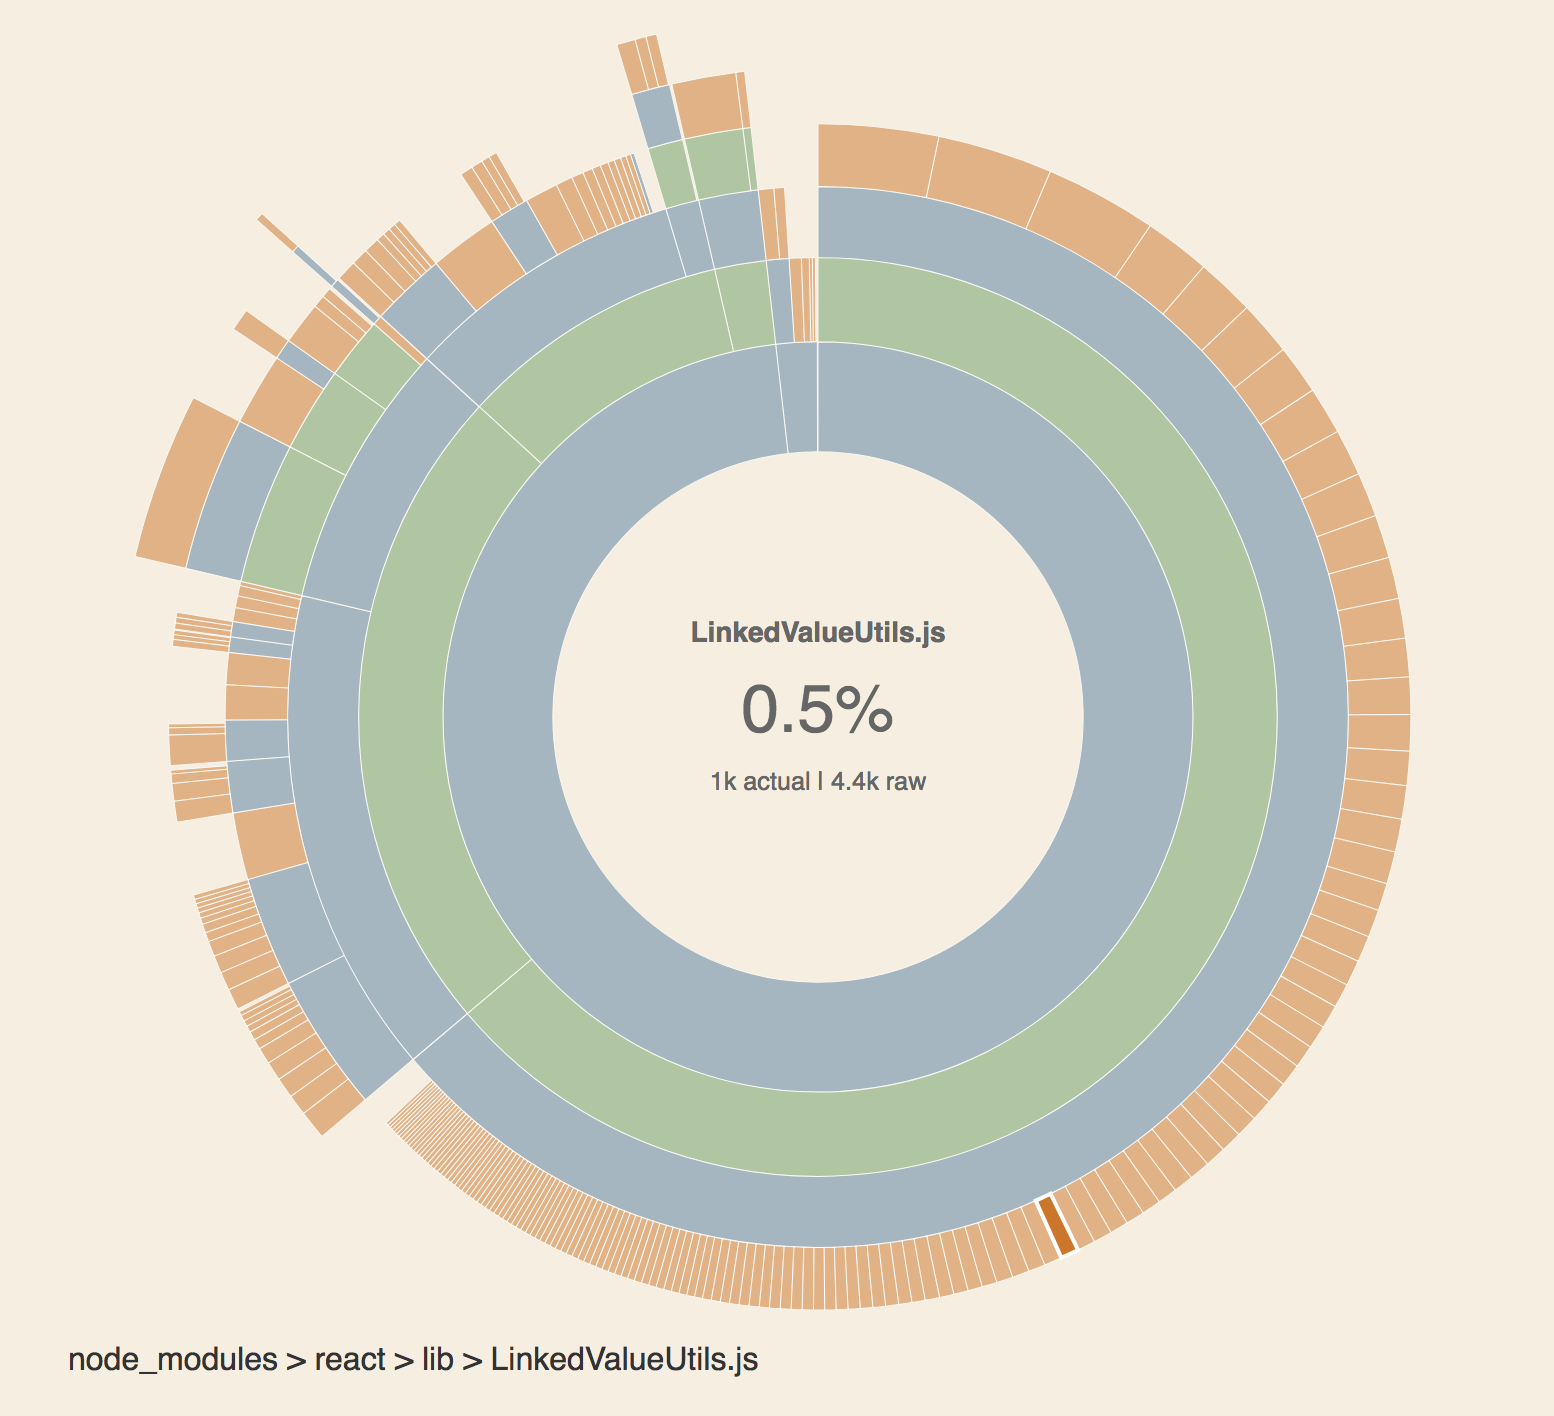 LinkedValueUtils.js
0.5%
1k actual | 4.4k raw
node_modules > react > lib > LinkedValueUtils.js